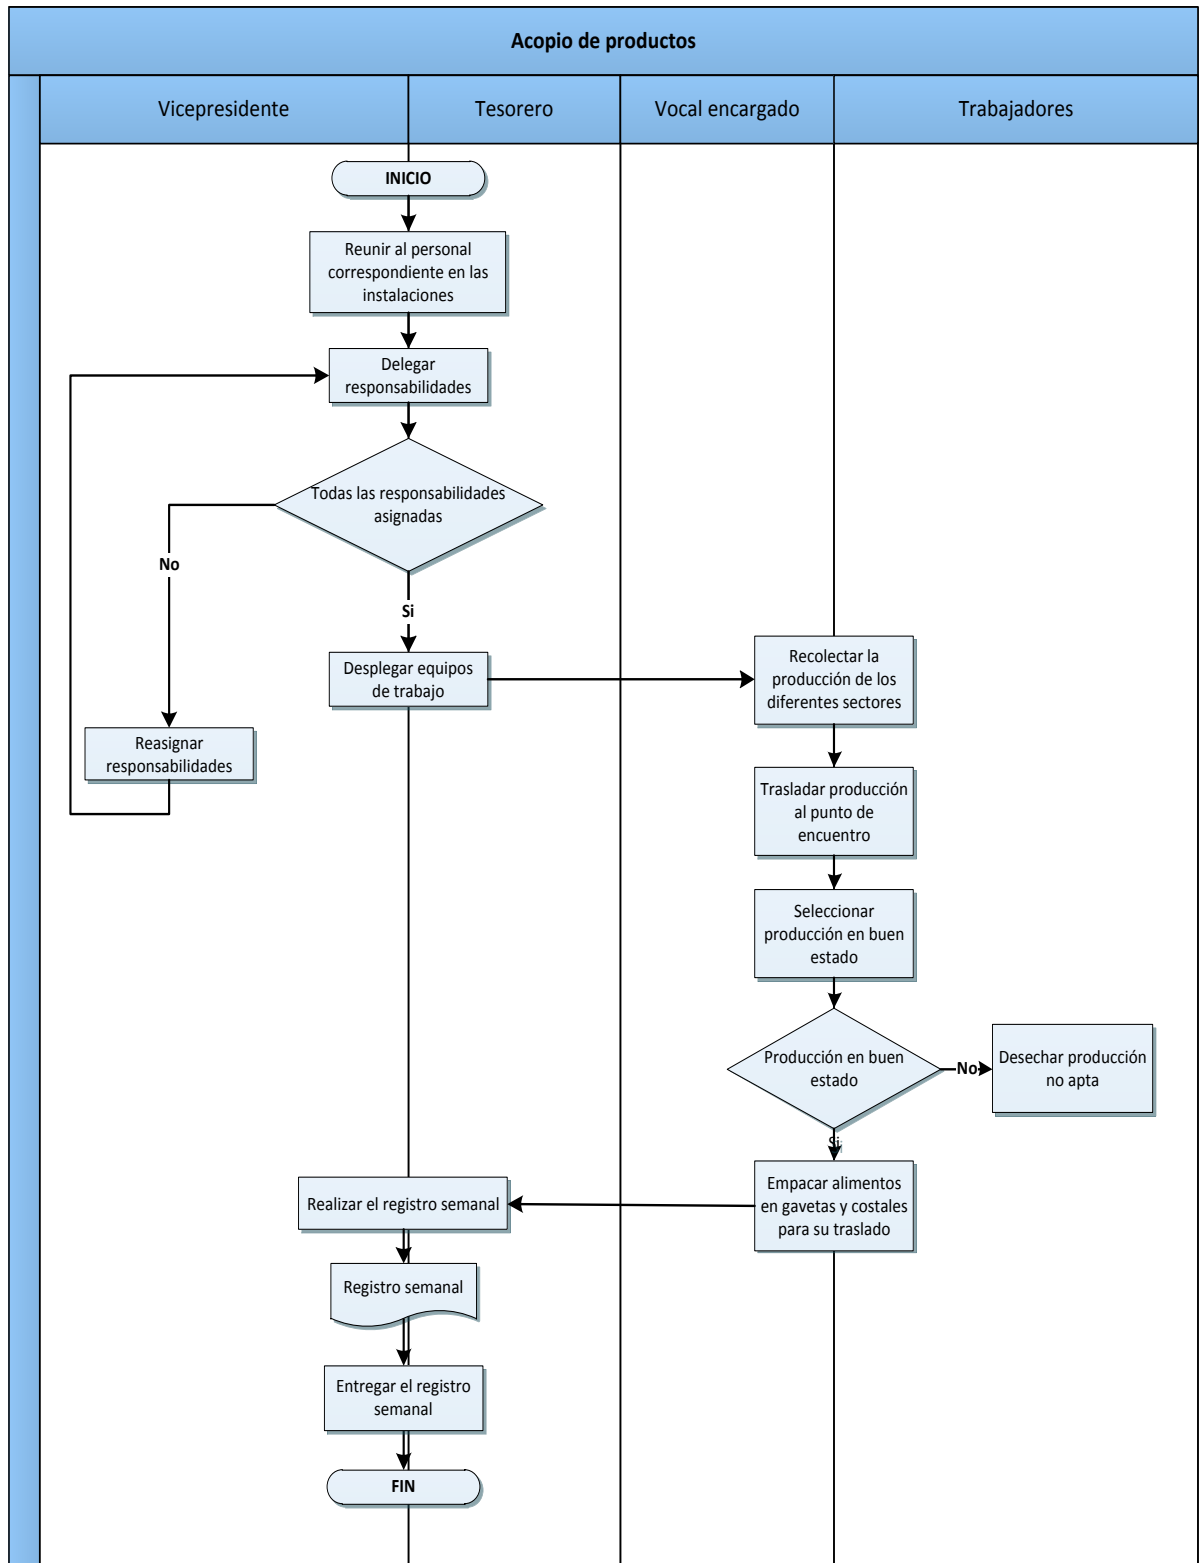 Acopio de productos
Vicepresidente
Tesorero
Vocal encargado
Trabajadores
INICIO
Reunir al personal
correspondiente en las
instalaciones
Delegar
responsabilidades
Todas las responsabilidades
asignadas
No
Si
Desplegar equipos
de trabajo
Recolectar la
producción de los
diferentes sectores
Reasignar
responsabilidades
Trasladar producción
al punto de
encuentro
Seleccionar
producción en buen
estado
Producción en buen
estado
No
Desechar producción
no apta
Si
Empacar alimentos
en gavetas y costales
para su traslado
Realizar el registro semanal
Registro semanal
Entregar el registro
semanal
FIN